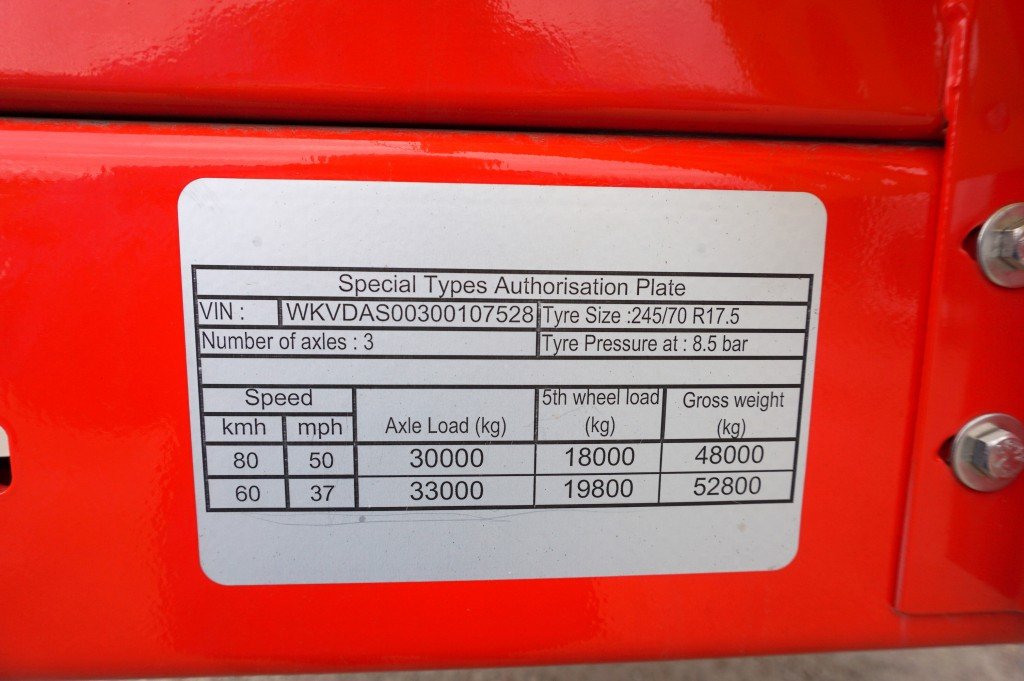 Special Types Authorisation Plate
VIN : WKVDAS00300107528 Tyre Size :245/70 R17.5
Number of axles : 3 Tyre Pressure at : 8.5 bar
Speed Axle Load (kg) 5th wheel load (kg) Gross weight (kg)
kmh mph
80 50 30000 18000 48000
60 37 33000 19800 52800